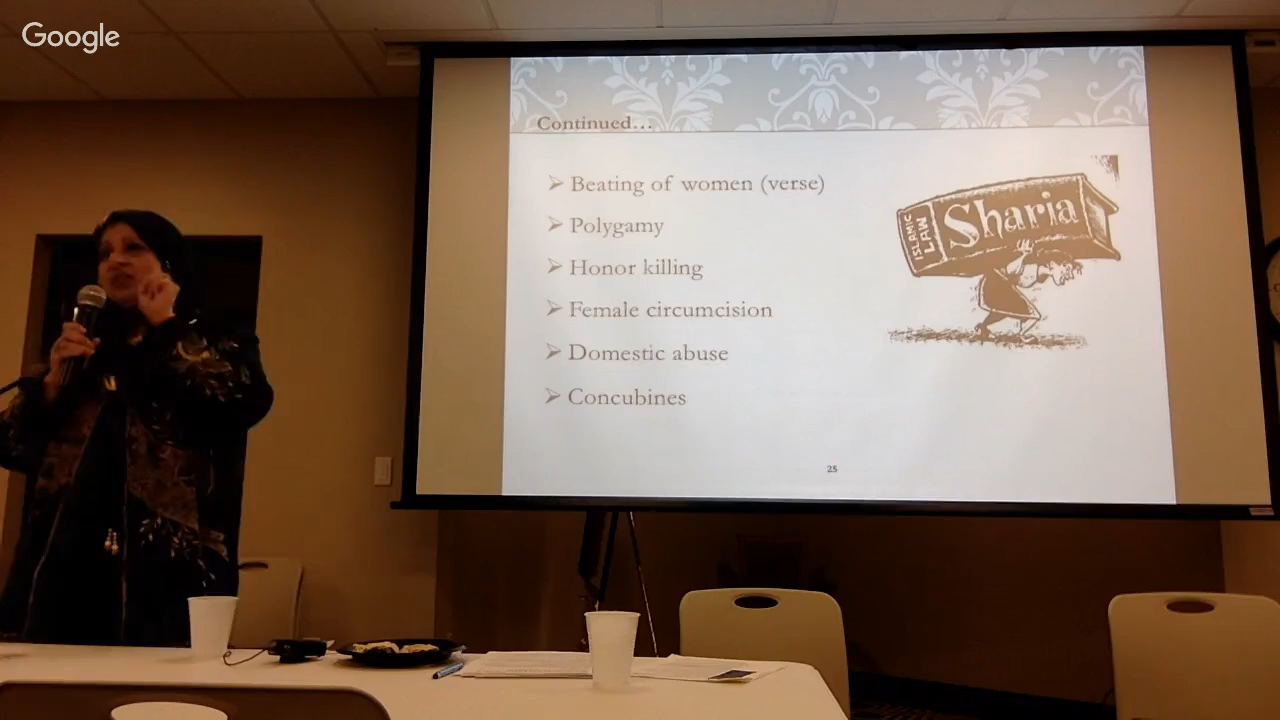 Google
Continued...
Beating of women (verse)
Polygamy
Honor killing
Female circumcision
Domestic abuse
Concubines
ISLAMIC LAW
Sharia
25